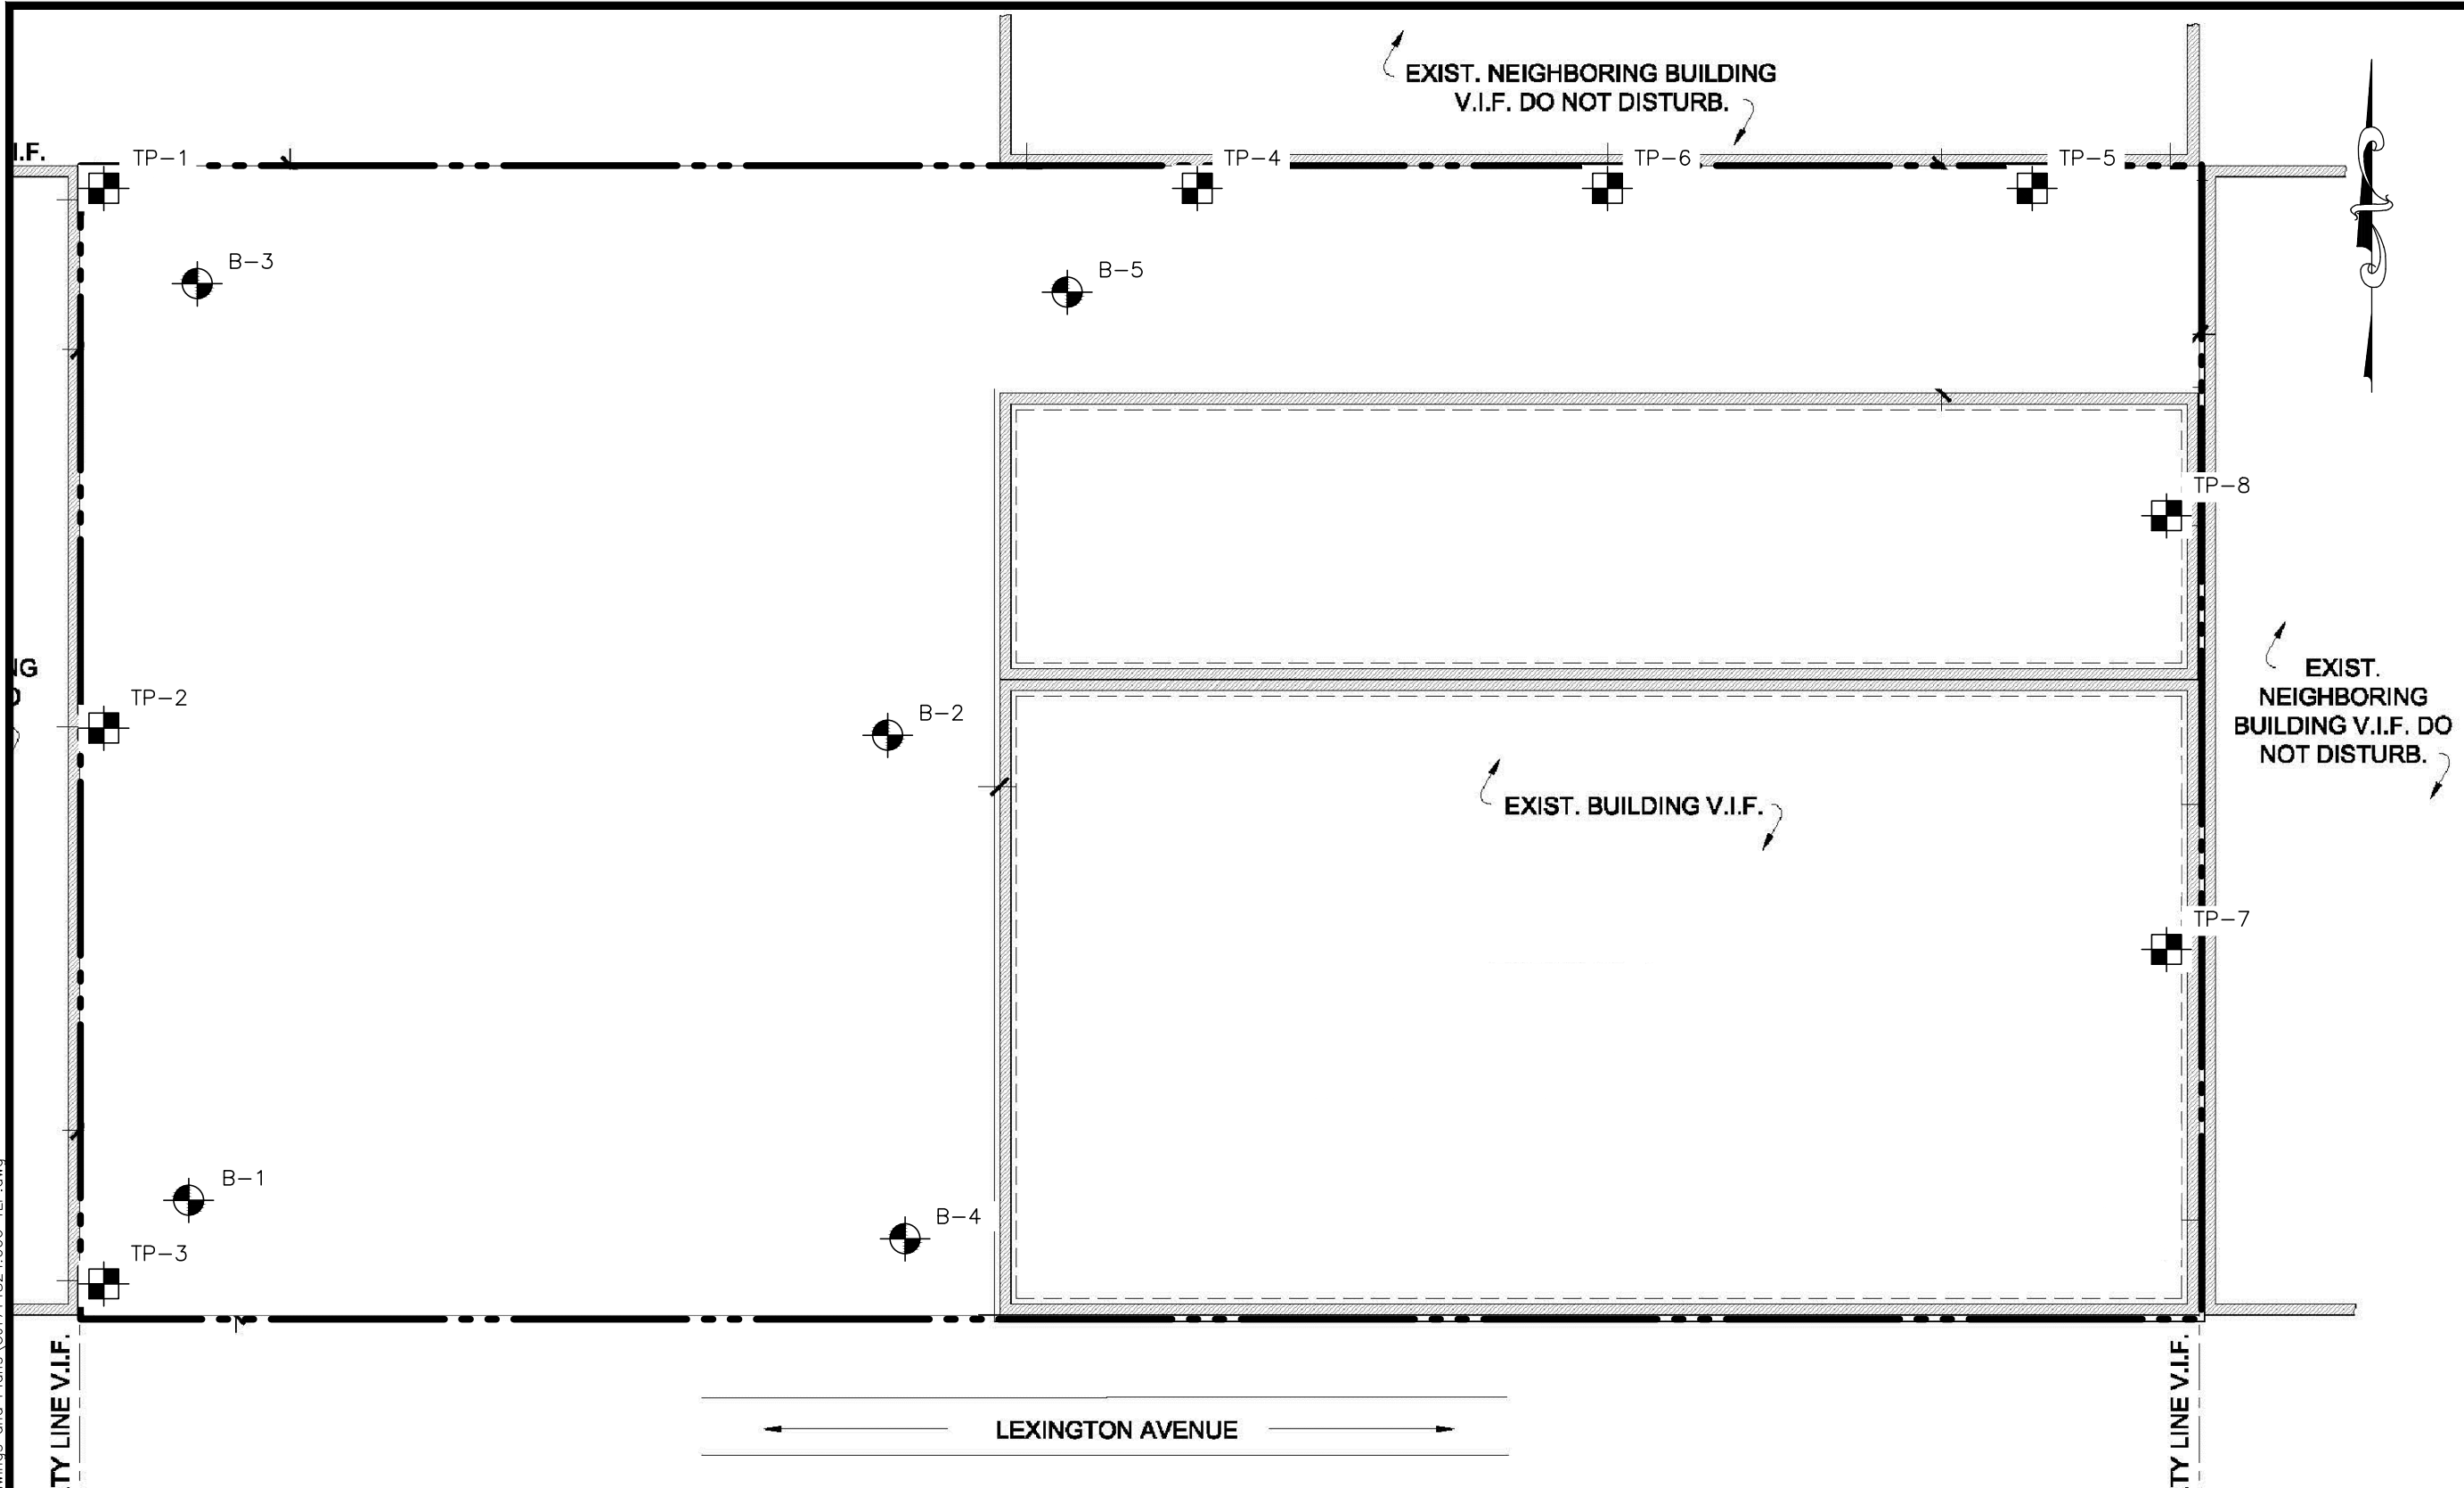 EXIST. NEIGHBORING BUILDING
V.I.F. DO NOT DISTURB.
I.F.
TP-1
TP-4
TP-6
TP-5
B-3
B-5
TP-8
NG
TP-2
B-2
EXIST.
NEIGHBORING
BUILDING V.I.F. DO
NOT DISTURB.
EXIST. BUILDING V.I.F.
TP-7
B-1
B-4
TP-3
TY LINE V.I.F.
TY LINE V.I.F.
LEXINGTON AVENUE